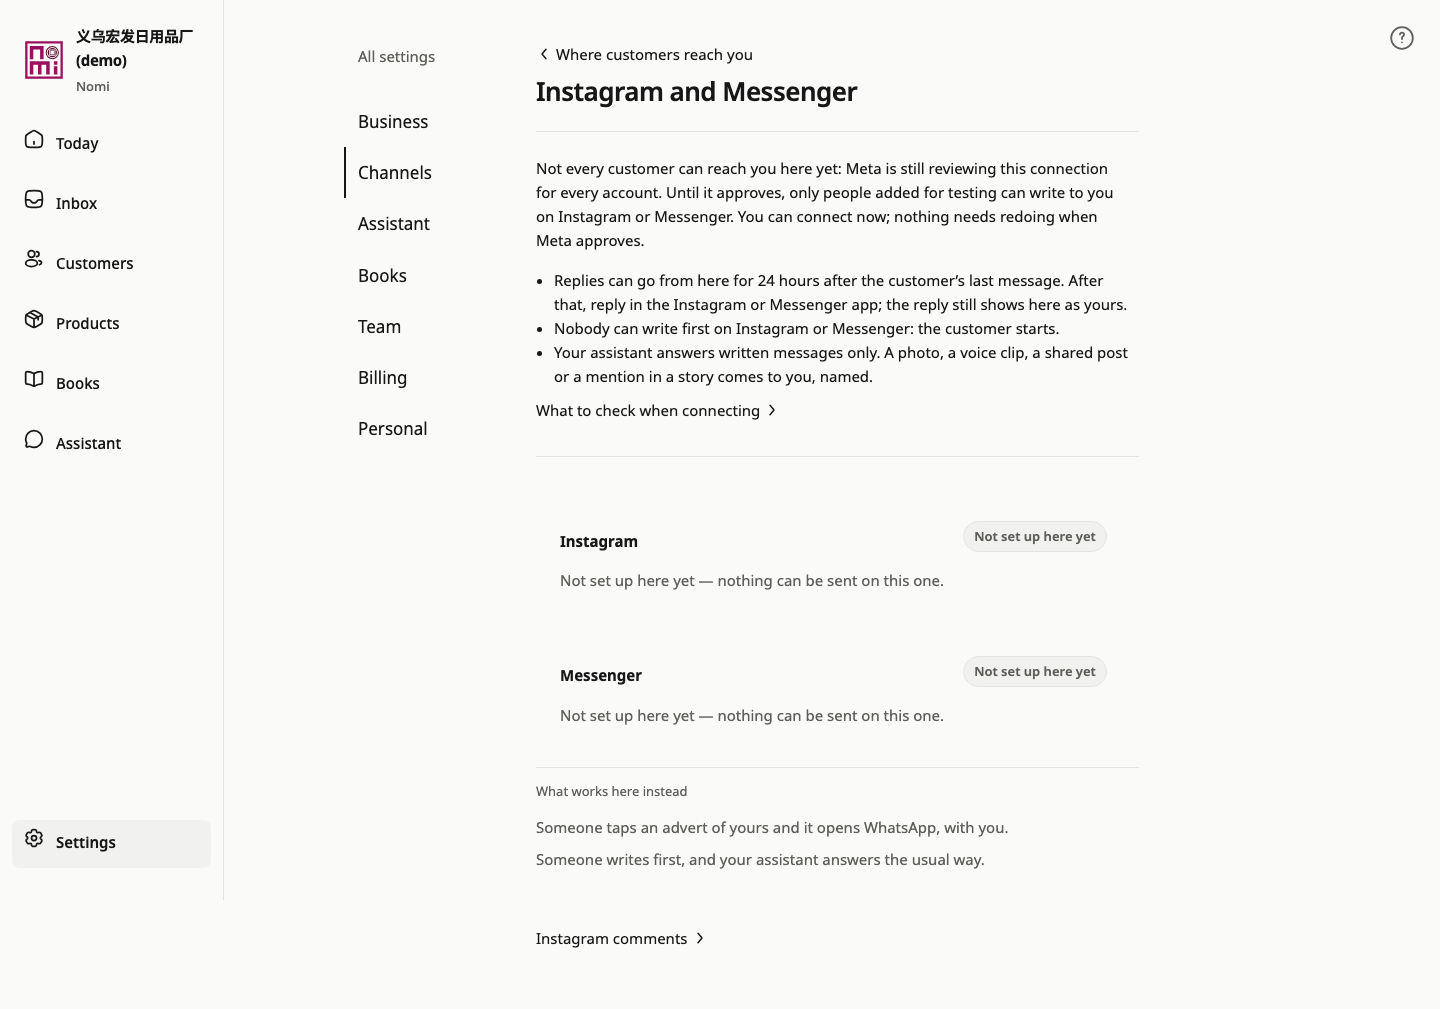 义乌宏发日用品厂
(demo)
Nomi
Today
Inbox
Customers
Products
Books
Assistant
Settings
All settings
Business
Channels
Assistant
Books
Team
Billing
Personal
Where customers reach you
Instagram and Messenger
Not every customer can reach you here yet: Meta is still reviewing this connection
for every account. Until it approves, only people added for testing can write to you
on Instagram or Messenger. You can connect now; nothing needs redoing when
Meta approves.
• Replies can go from here for 24 hours after the customer’s last message. After
that, reply in the Instagram or Messenger app; the reply still shows here as yours.
• Nobody can write first on Instagram or Messenger: the customer starts.
• Your assistant answers written messages only. A photo, a voice clip, a shared post
or a mention in a story comes to you, named.
What to check when connecting
Instagram
Not set up here yet
Not set up here yet — nothing can be sent on this one.
Messenger
Not set up here yet
Not set up here yet — nothing can be sent on this one.
What works here instead
Someone taps an advert of yours and it opens WhatsApp, with you.
Someone writes first, and your assistant answers the usual way.
Instagram comments